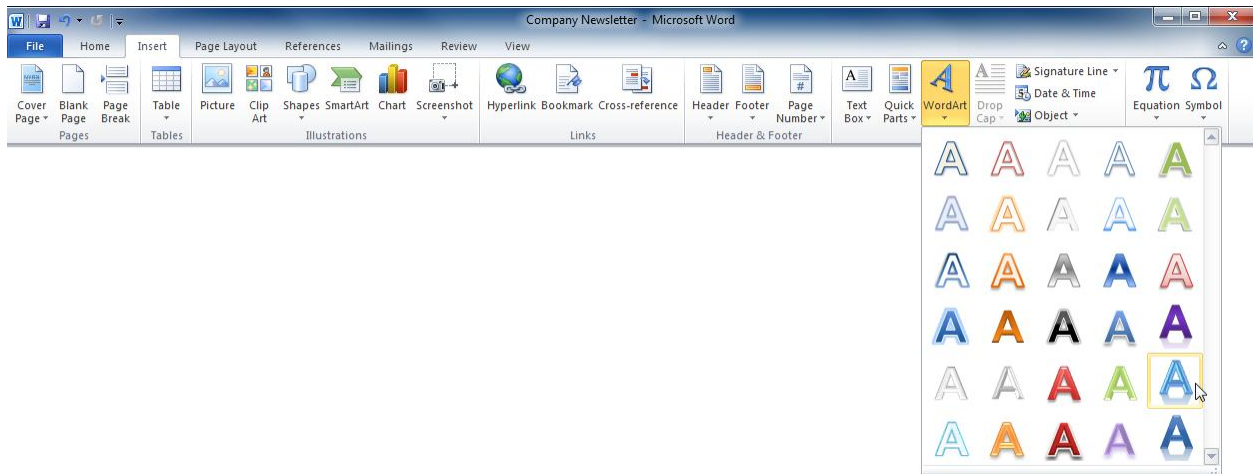 W
Company Newsletter - Microsoft Word
File Home Insert Page Layout References Mailings Review View
Cover Page Blank Page Page Break
Pages
Table
Tables
Picture Clip Art Shapes SmartArt Chart Screenshot
Illustrations
Hyperlink Bookmark Cross-reference
Links
Header Footer Page Number
Header & Footer
Text Box Quick Parts WordArt Drop Cap
Signature Line
Date & Time
Object
Equation Symbol
π Ω
A A A A A
A A A A A
A A A A A
A A A A A
A A A A A
A A A A A